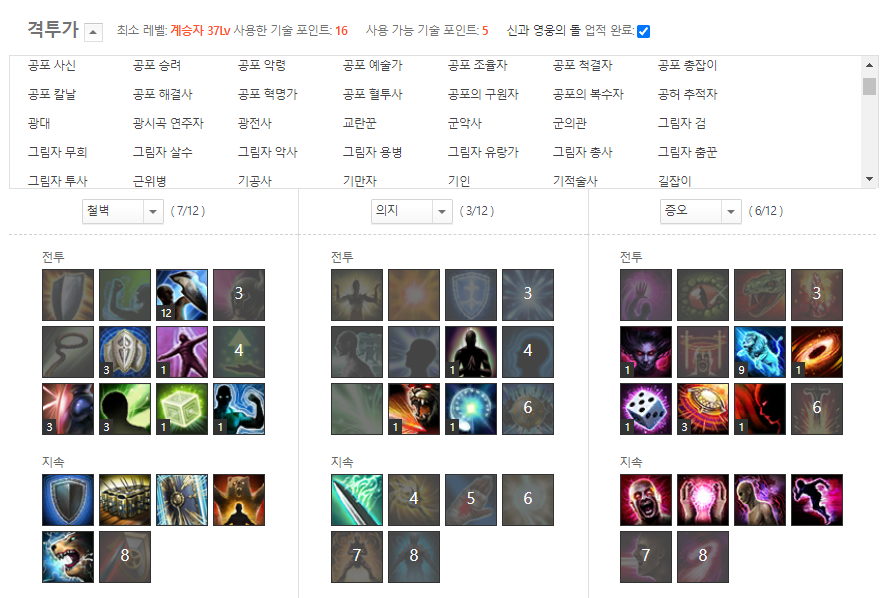 격투가 최소 레벨: 계승자 37Lv 사용한 기술 포인트: 16 사용 가능 기술 포인트: 5 신과 영웅의 돌 업적 완료:
공포 사신 공포 승려 공포 악령 공포 예술가 공포 조율자 공포 척결자 공포 총잡이
공포 칼날 공포 해결사 공포 혁명가 공포 혈투사 공포의 구원자 공포의 복수자 공허 추적자
광대 광시곡 연주자 광전사 교란꾼 군악사 군의관 그림자 검
그림자 무희 그림자 살수 그림자 악사 그림자 용병 그림자 유랑가 그림자 총사 그림자 춤꾼
그림자 투사 근위병 기공사 기만자 기인 기적술사 길잡이
철벽 ( 7/12 ) 의지 ( 3/12 ) 증오 ( 6/12 )
전투 전투 전투
12 3 3 3
3 1 4 1 4 1 9 1
3 3 1 1 1 1 6 1 3 1 6
지속 지속 지속
4 5 6
8 7 8 7 8